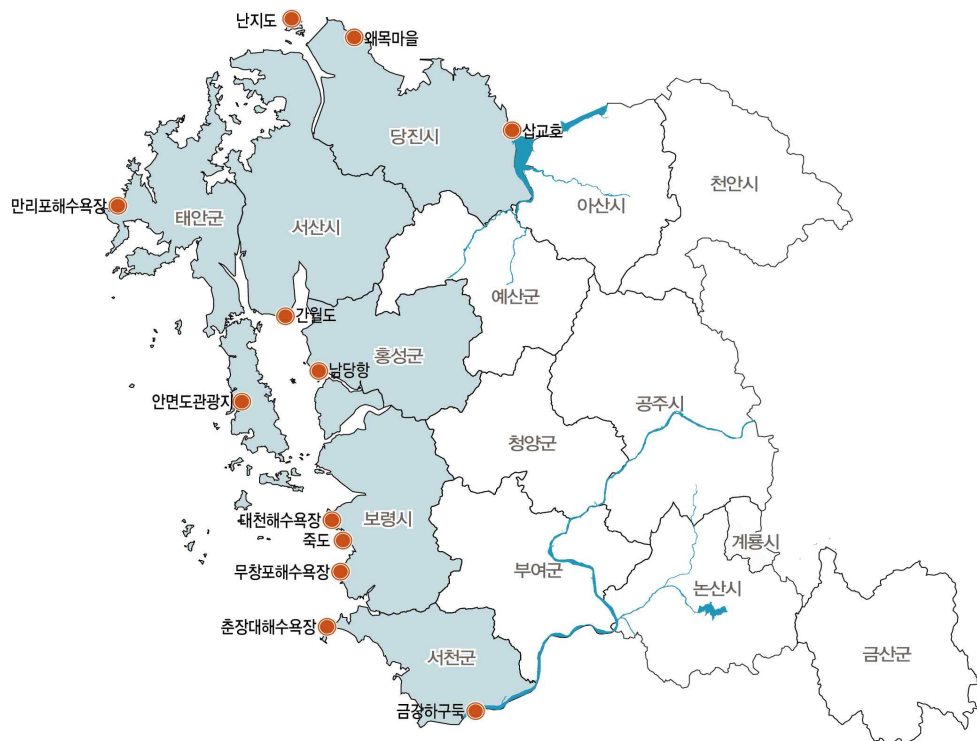 난지도
왜목마을
당진시
삽교호
천안시
만리포해수욕장
태안군
서산시
아산시
예산군
간월도
홍성군
남당항
안면도관광지
공주시
청양군
대천해수욕장
보령시
죽도
계룡시
무창포해수욕장
부여군
논산시
춘장대해수욕장
서천군
금산군
금강하구둑